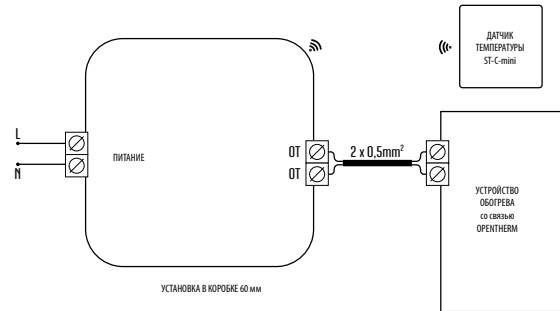 ДАТЧИК
ТЕМПЕРАТУРЫ
ST-C-mini
L
N
ПИТАНИЕ
OT
OT
2 x 0,5mm²
УСТРОЙСТВО
ОБОГРЕВА
со связью
OPENTHERM
УСТАНОВКА В КОРОБКЕ 60 мм